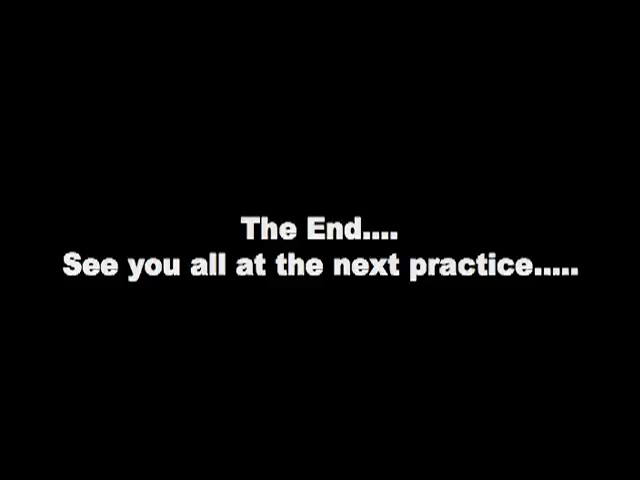 The End....
See you all at the next practice.....